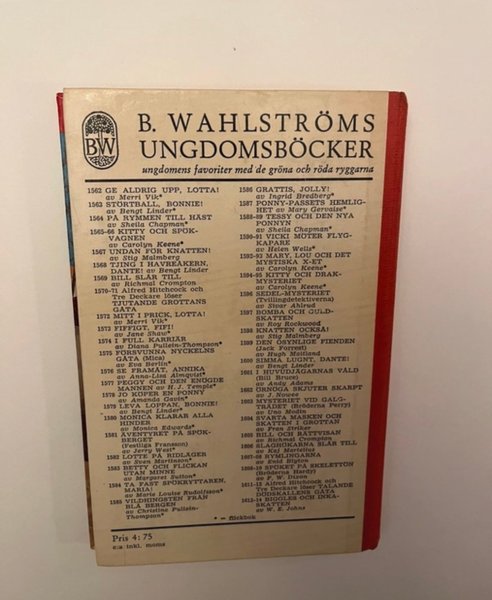 BW
B. WAHLSTRÖMS
UNGDOMSBÖCKER
ungdomens favoriter med de gröna och röda ryggarna
1562 GE ALDRIG UPP, LOTTA!
av Merri Vik*
1563 STORTBALL, BONNIE!
av Bengt Linder*
1564 PÅ RYMMEN TILL HÄST
av Sheila Chapman*
1565-66 KITTY OCH SPÖK-
VAGNEN
av Carolyn Keene*
1567 UNDAN FÖR KNATTEN!
av Stig Malmberg
1568 TJING I HAVREÅKERN,
DANTE! av Bengt Linder
1569 BILL SLÅR TILL
av Richmal Crompton
1570-71 Alfred Hitchcock och
Tre Deckare löser
TJUTANDE GROTTANS
GÅTA
1572 MITT I PRICK, LOTTA!
av Merri Vik*
1573 FIFFIGT, FIFI!
av Jane Shaw*
1574 I FULL KARRIÄR
av Diana Pullein-Thompson*
1575 FÖRSVUNNA NYCKELNS
GÅTA (Mica)
av Eva Berlin*
1576 SE FRAMÅT, ANNIKA
av Anna-Lisa Almqvist*
1577 PEGGY OCH DEN ENÖGDE
MANNEN av H. J. Temple*
1578 JO KÖPER EN PONNY
av Amanda Gavin*
1579 LEVA LOPPAN, BONNIE!
av Bengt Linder*
1580 MONICA KLARAR ALLA
HINDER
av Monica Edwards*
1581 ÄVENTYRET PÅ SPÖK-
BERGET
(Festliga Franssen)
av Jerry West*
1582 LOTTE PÅ RIDLÄGER
av Sven Martinson*
1583 BETTY OCH FLICKAN
UTAN MINNE
av Margaret Sutton*
1584 TA FAST SPÖKRYTTAREN,
MARIA!
av Marie Louise Rudolfsson*
1585 VILDHINGSTEN FRÅN
BLÅ BERGEN
av Christine Pullein-
Thompson*
1586 GRATTIS, JOLLY!
av Ingrid Bredberg*
1587 PONNY-PASSETS HEMLIG-
HET av Mary Gervaise*
1588-89 TESSY OCH DEN NYA
PONNYN
av Sheila Chapman*
1590-91 VICKI MÖTER FLYG-
KAPARE
av Helen Wells*
1592-93 MARY, LOU OCH DET
MYSTISKA X-ET
av Carolyn Keene*
1594-95 KITTY OCH DRAK-
MYSTERIET
av Carolyn Keene*
1596 SEDEL-MYSTERIET
(Tvillingdetektiverna)
av Sivar Ahlrud
1597 BOMBA OCH GULD-
SKATTEN
av Roy Rockwood
1598 KNATTEN OCKSÅ!
av Stig Malmberg
1599 DEN OSYNLIGE FIENDEN
(Jack Forrest)
av Hugh Maitland
1600 SIMMA LUGNT, DANTE!
av Bengt Linder
1601 I HUVUDJÄGARNAS VÅLD
(Bill Bruce)
av Andy Adams
1602 ÖRNÖGA SKJUTER SKARPT
av J. Nowee
1603 MYSTERIET VID GALG-
TRÄDET (Bröderna Perry)
av Uno Modin
1604 SVARTA MASKEN OCH
SKATTEN I GROTTAN
av Fran Striker
1605 BILL OCH RÄTTVISAN
av Richmal Crompton
1606 SLAGHÖKARNA SLÅR TILL
av Kaj Mertelius
1607-08 RYMLINGARNA
av Enid Blyton
1609-10 SPÖKET PÅ SKELETTÖN
(Bröderna Hardy)
av F. W. Dixon
1611-12 Alfred Hitchcock och
Tre Deckare löser TALANDE
DÖDSKALLENS GÅTA
1613-14 BIGGLES OCH INKA-
SKATTEN
av W. E. Johns
* = flickbok
Pris 4:75
c:a inkl. moms